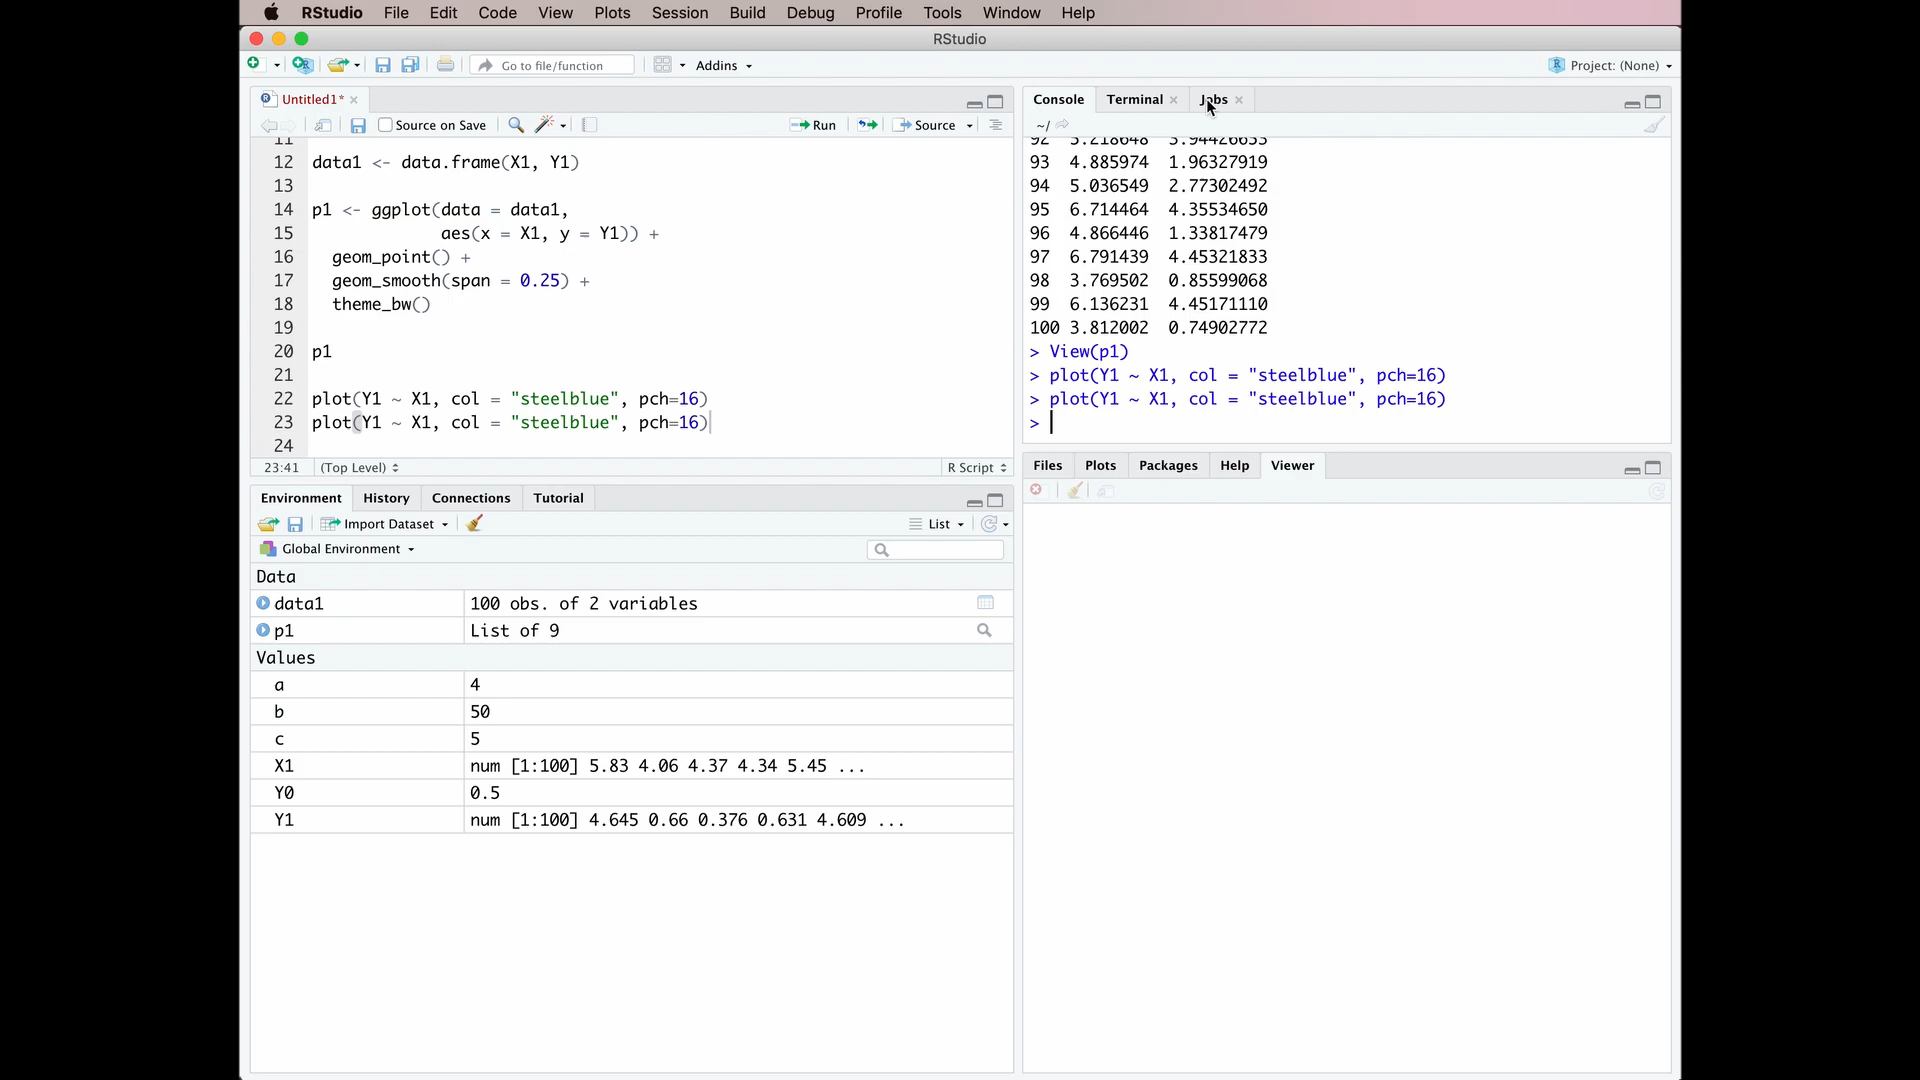 RStudio File Edit Code View Plots Session Build Debug Profile Tools Window Help
RStudio
Go to file/function Addins Project: (None)
Untitled1*
Source on Save Run Source
11
12 data1 <- data.frame(X1, Y1)
13
14 p1 <- ggplot(data = data1,
15 aes(x = X1, y = Y1)) +
16 geom_point() +
17 geom_smooth(span = 0.25) +
18 theme_bw()
19
20 p1
21
22 plot(Y1 ~ X1, col = "steelblue", pch=16)
23 plot(Y1 ~ X1, col = "steelblue", pch=16)
24
23:41 (Top Level) R Script
Console Terminal Jobs
~/
92 5.218648 3.94426653
93 4.885974 1.96327919
94 5.036549 2.77302492
95 6.714464 4.35534650
96 4.866446 1.33817479
97 6.791439 4.45321833
98 3.769502 0.85599068
99 6.136231 4.45171110
100 3.812002 0.74902772
> View(p1)
> plot(Y1 ~ X1, col = "steelblue", pch=16)
> plot(Y1 ~ X1, col = "steelblue", pch=16)
>
Environment History Connections Tutorial
Import Dataset List
Global Environment
Data
data1 100 obs. of 2 variables
p1 List of 9
Values
a 4
b 50
c 5
X1 num [1:100] 5.83 4.06 4.37 4.34 5.45 ...
Y0 0.5
Y1 num [1:100] 4.645 0.66 0.376 0.631 4.609 ...
Files Plots Packages Help Viewer